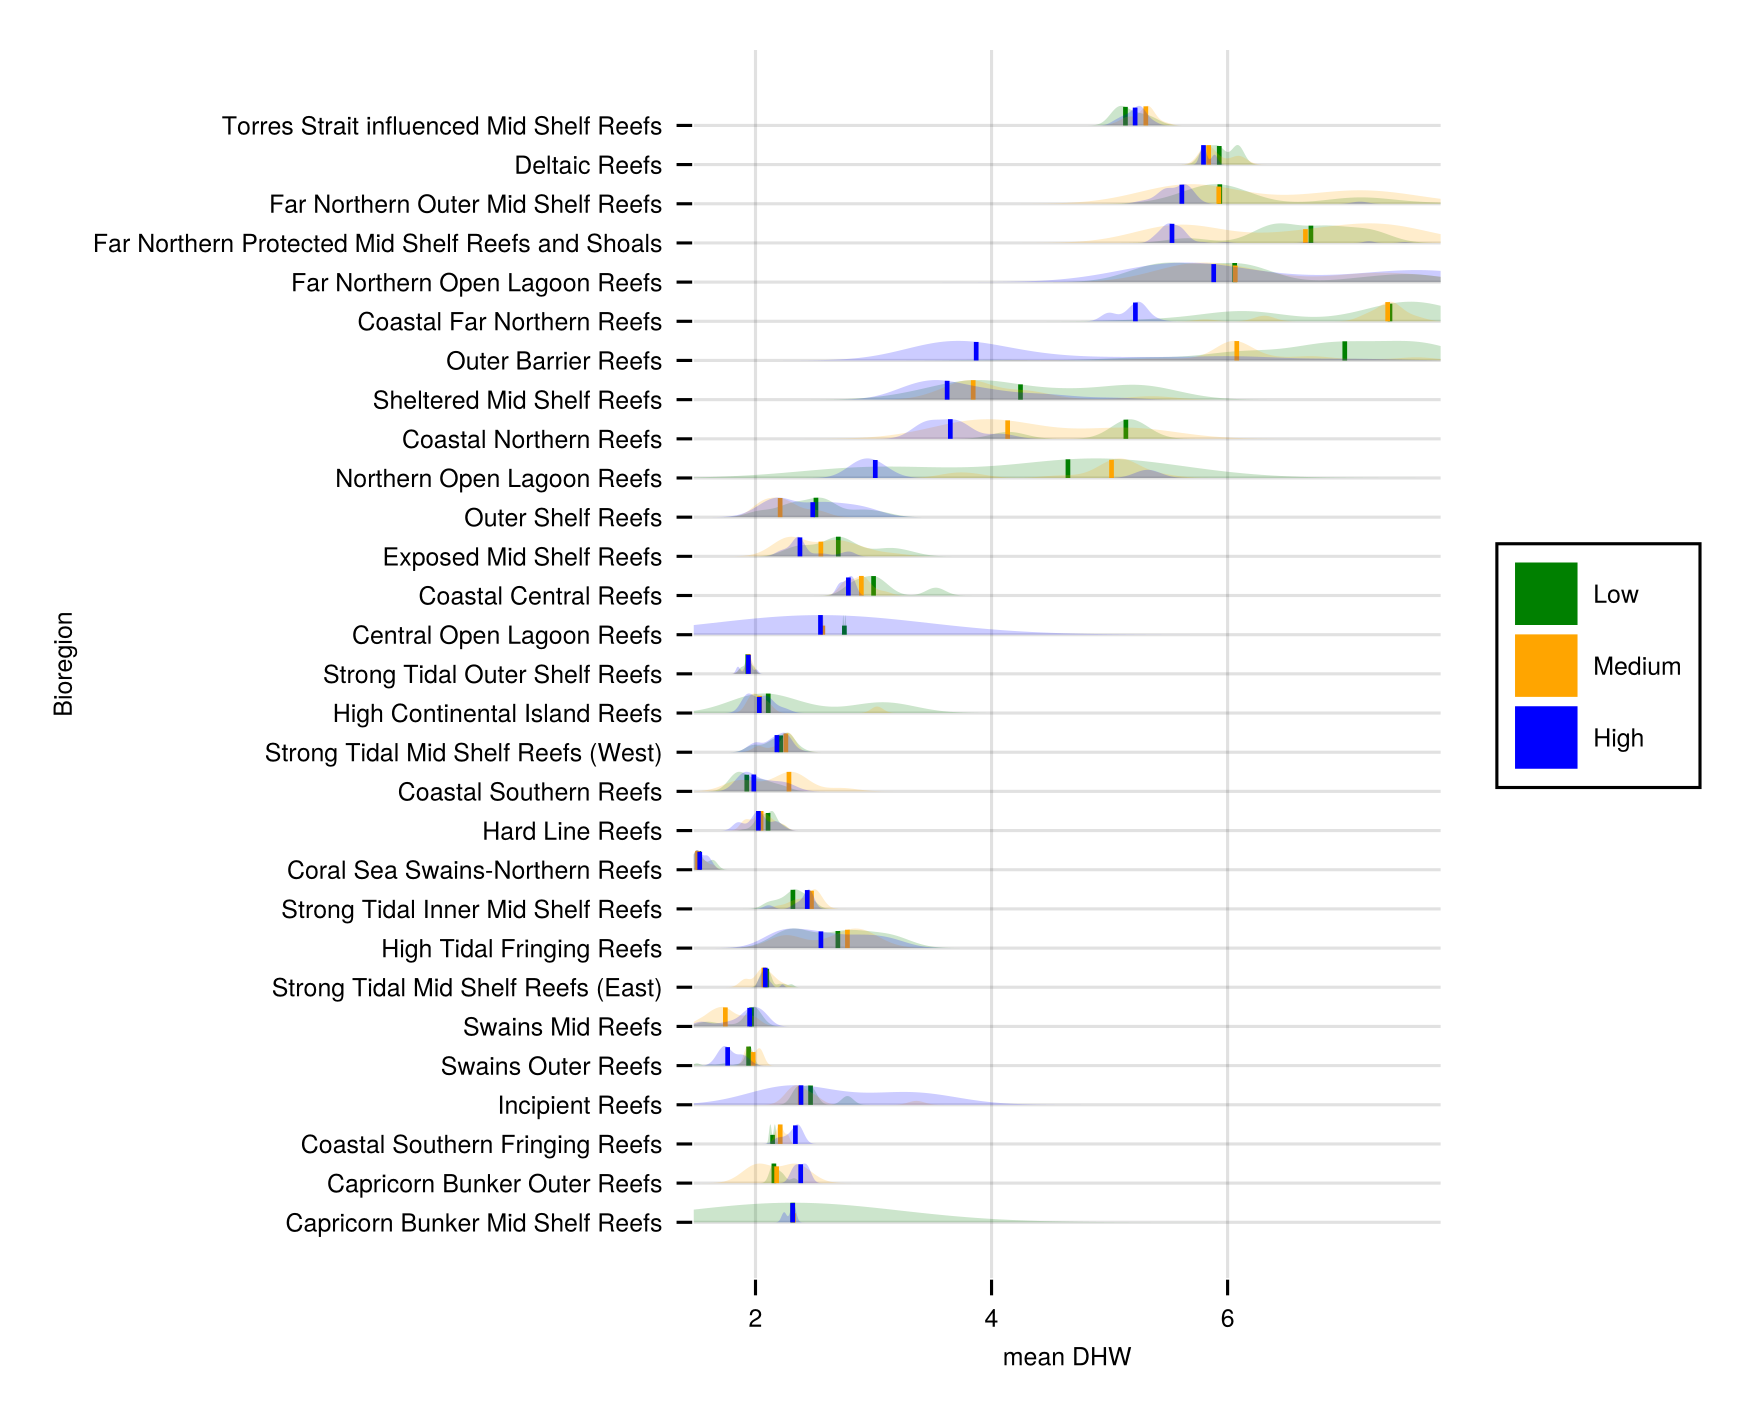 Torres Strait influenced Mid Shelf Reefs
Deltaic Reefs
Far Northern Outer Mid Shelf Reefs
Far Northern Protected Mid Shelf Reefs and Shoals
Far Northern Open Lagoon Reefs
Coastal Far Northern Reefs
Outer Barrier Reefs
Sheltered Mid Shelf Reefs
Coastal Northern Reefs
Northern Open Lagoon Reefs
Outer Shelf Reefs
Exposed Mid Shelf Reefs
Coastal Central Reefs
Central Open Lagoon Reefs
Strong Tidal Outer Shelf Reefs
High Continental Island Reefs
Strong Tidal Mid Shelf Reefs (West)
Coastal Southern Reefs
Hard Line Reefs
Coral Sea Swains-Northern Reefs
Strong Tidal Inner Mid Shelf Reefs
High Tidal Fringing Reefs
Strong Tidal Mid Shelf Reefs (East)
Swains Mid Reefs
Swains Outer Reefs
Incipient Reefs
Coastal Southern Fringing Reefs
Capricorn Bunker Outer Reefs
Capricorn Bunker Mid Shelf Reefs
Bioregion
2 4 6
mean DHW
Low
Medium
High